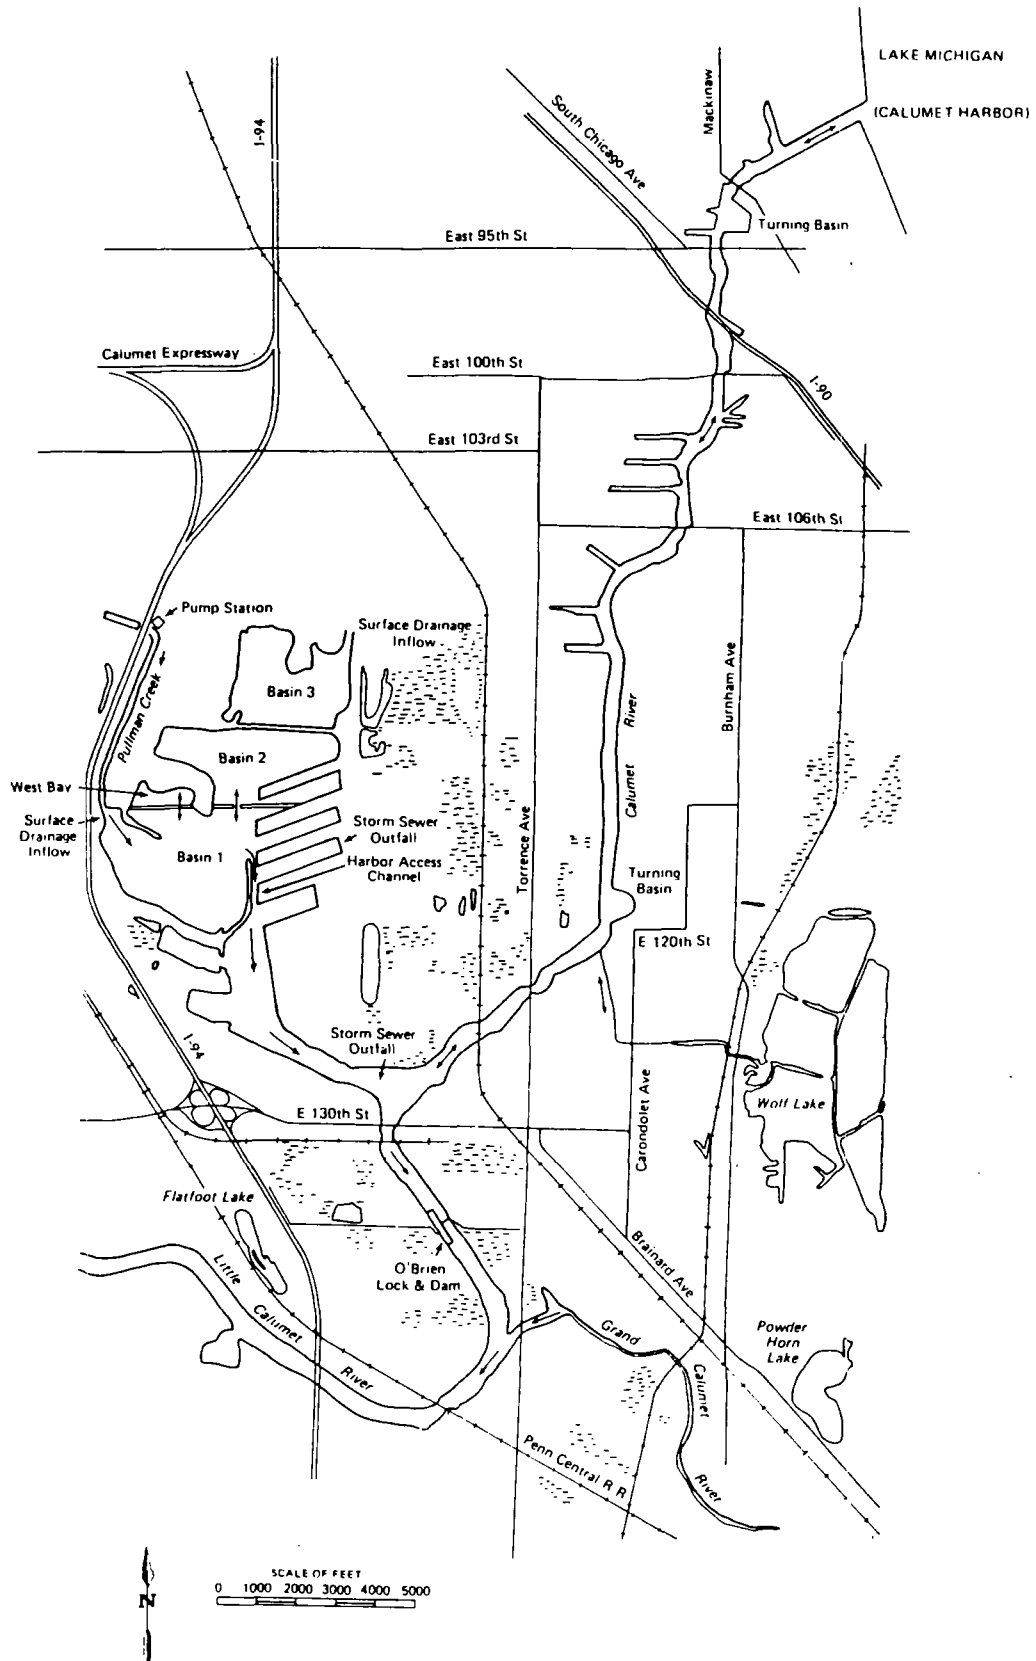 LAKE MICHIGAN
(CALUMET HARBOR)
Mackinaw
I-94
South Chicago Ave
Turning Basin
East 95th St
Calumet Expressway
East 100th St
I-90
East 103rd St
East 106th St
Pump Station
Surface Drainage
Inflow
Basin 3
Pullman Creek
Burnham Ave
River
Calumet
Basin 2
West Bay
Surface
Drainage
Inflow
Storm Sewer
Outfall
Basin 1
Harbor Access
Channel
Torrence Ave
Turning
Basin
E 120th St
Storm Sewer
Outfall
I-94
E 130th St
Carondolet Ave
Wolf Lake
Flatfoot Lake
O'Brien
Lock & Dam
Brainard Ave
Little
Calumet
River
Grand
Calumet
River
Powder
Horn
Lake
Penn Central R R
N
SCALE OF FEET
0 1000 2000 3000 4000 5000